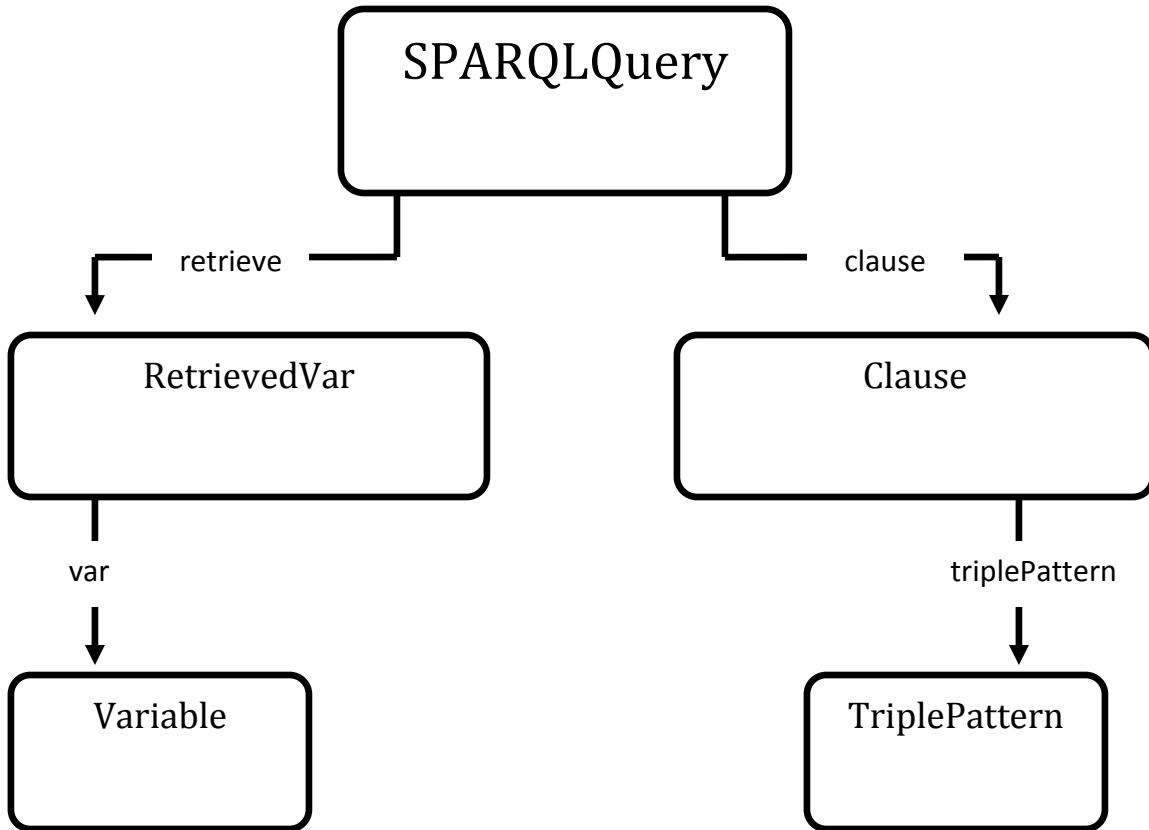 SPARQLQuery
retrieve
clause
RetrievedVar
Clause
var
triplePattern
Variable
TriplePattern